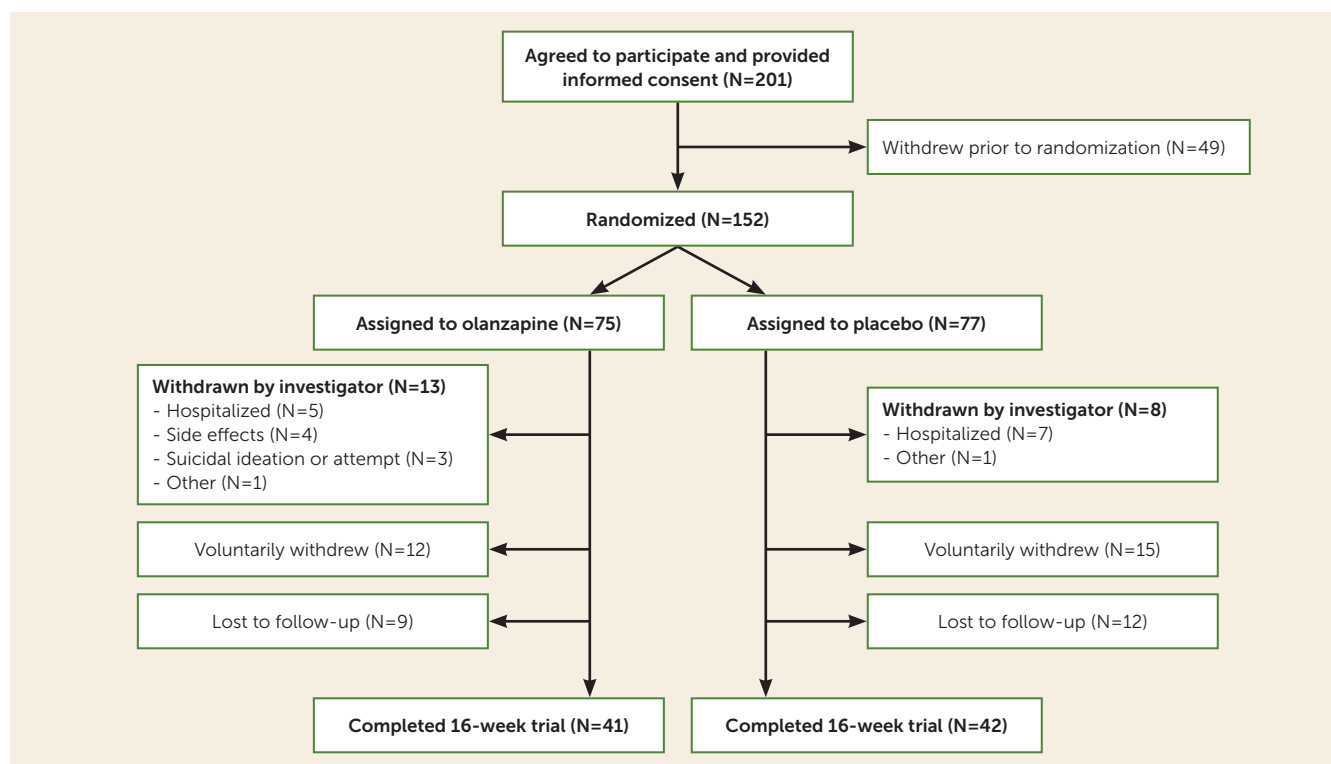 Agreed to participate and provided
informed consent (N=201)
Withdrew prior to randomization (N=49)
Randomized (N=152)
Assigned to olanzapine (N=75)
Assigned to placebo (N=77)
Withdrawn by investigator (N=13)
- Hospitalized (N=5)
- Side effects (N=4)
- Suicidal ideation or attempt (N=3)
- Other (N=1)
Withdrawn by investigator (N=8)
- Hospitalized (N=7)
- Other (N=1)
Voluntarily withdrew (N=12)
Voluntarily withdrew (N=15)
Lost to follow-up (N=9)
Lost to follow-up (N=12)
Completed 16-week trial (N=41)
Completed 16-week trial (N=42)